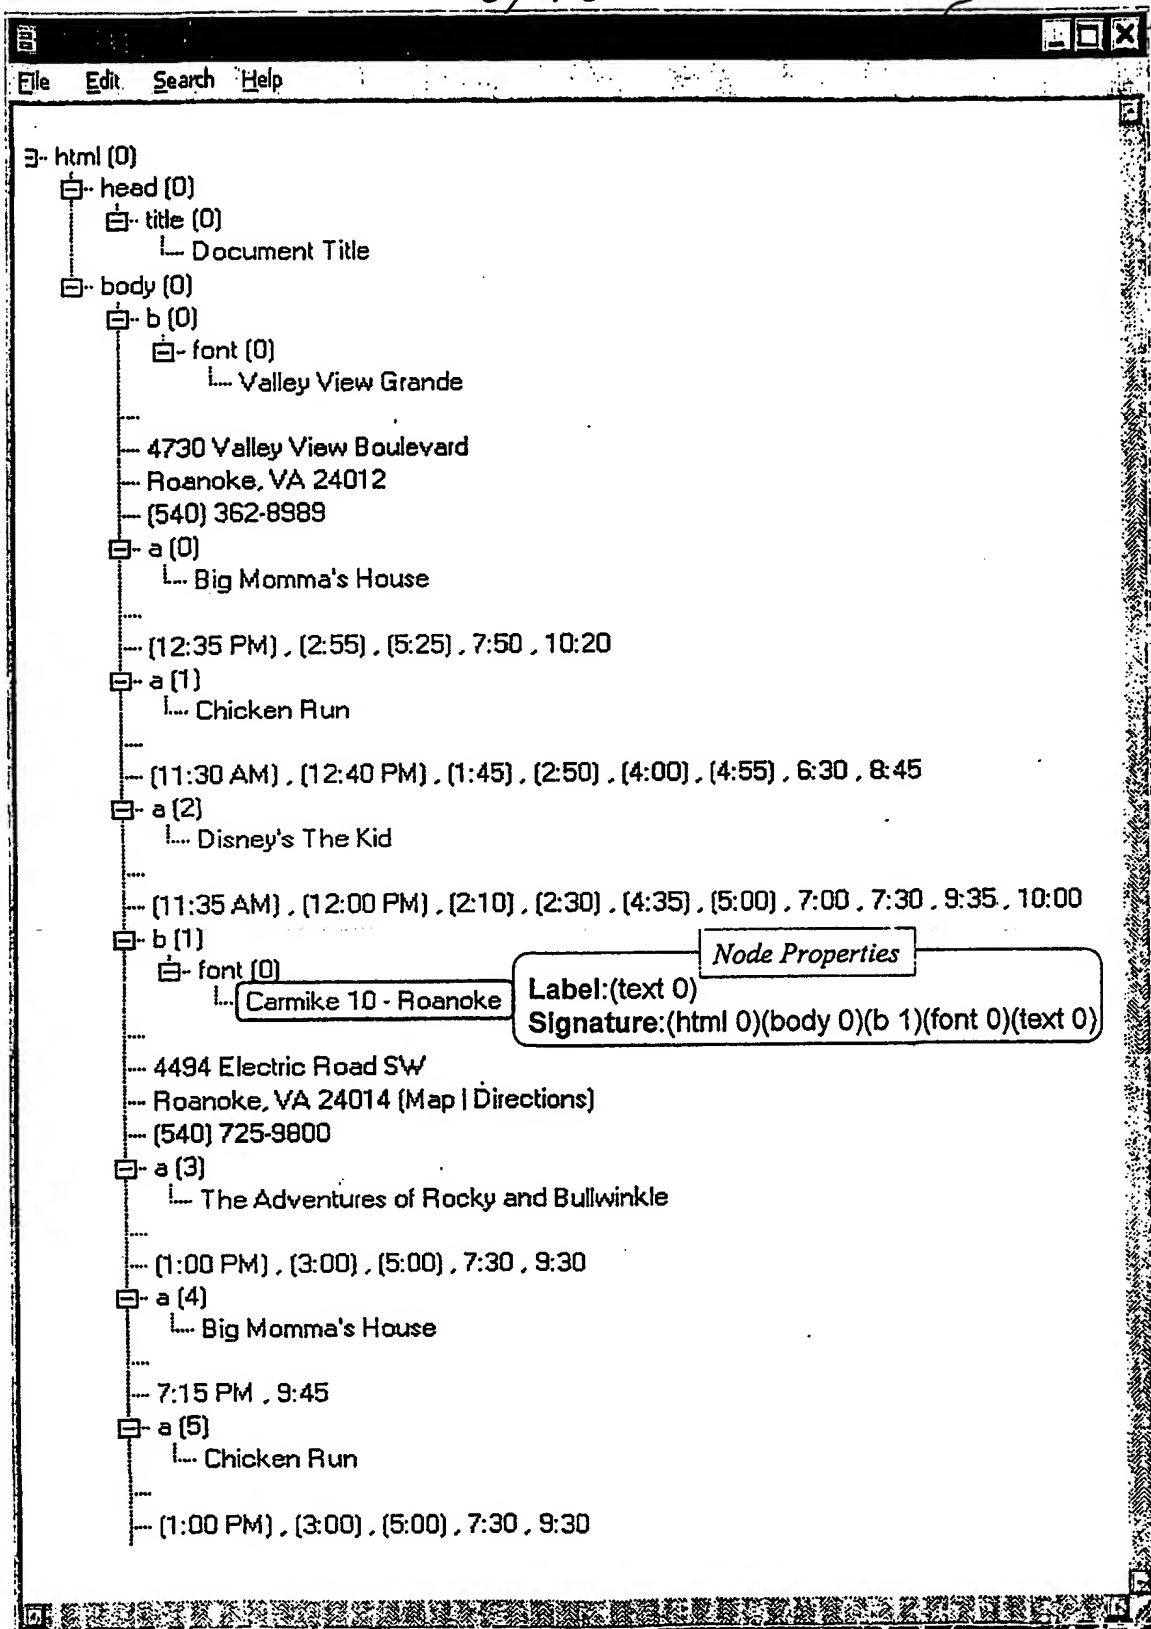 File Edit Search Help
html (0)
head (0)
title (0)
Document Title
body (0)
b (0)
font (0)
Valley View Grande
4730 Valley View Boulevard
Roanoke, VA 24012
(540) 362-8989
a (0)
Big Momma's House
(12:35 PM) , (2:55) , (5:25) , 7:50 , 10:20
a (1)
Chicken Run
(11:30 AM) , (12:40 PM) , (1:45) , (2:50) , (4:00) , (4:55) , 6:30 , 8:45
a (2)
Disney's The Kid
(11:35 AM) , (12:00 PM) , (2:10) , (2:30) , (4:35) , (5:00) , 7:00 , 7:30 , 9:35 , 10:00
b (1)
Node Properties
font (0)
Carmike 10 - Roanoke
Label:(text 0)
Signature:(html 0)(body 0)(b 1)(font 0)(text 0)
4494 Electric Road SW
Roanoke, VA 24014 (Map | Directions)
(540) 725-9800
a (3)
The Adventures of Rocky and Bullwinkle
(1:00 PM) , (3:00) , (5:00) , 7:30 , 9:30
a (4)
Big Momma's House
7:15 PM , 9:45
a (5)
Chicken Run
(1:00 PM) , (3:00) , (5:00) , 7:30 , 9:30